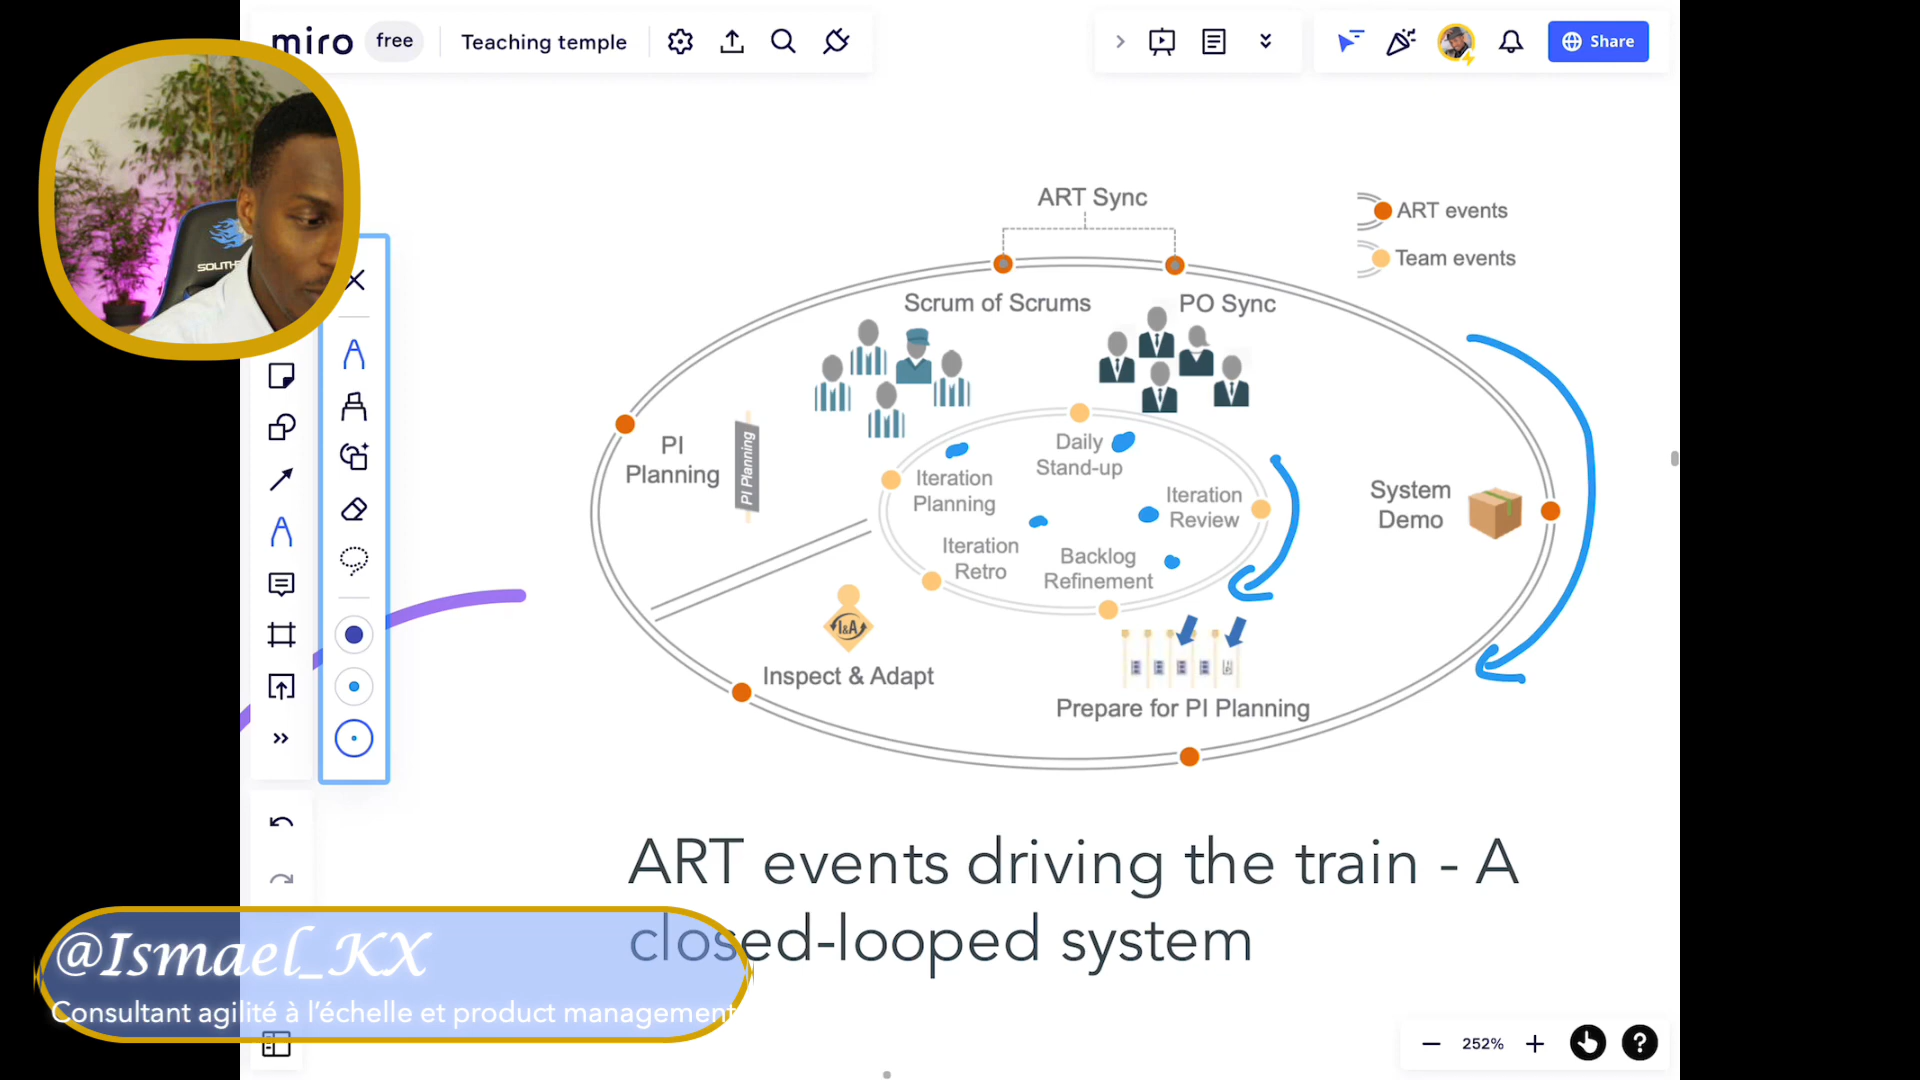 miro
free
Teaching temple
Share
ART Sync
ART events
Team events
Scrum of Scrums
PO Sync
PI
Planning
PI Planning
Daily
Stand-up
Iteration
Planning
Iteration
Review
Iteration
Retro
Backlog
Refinement
System
Demo
I&A
Inspect & Adapt
Prepare for PI Planning
ART events driving the train - A
closed-looped system
@Ismael_KX
Consultant agilité à l'échelle et product management
252%